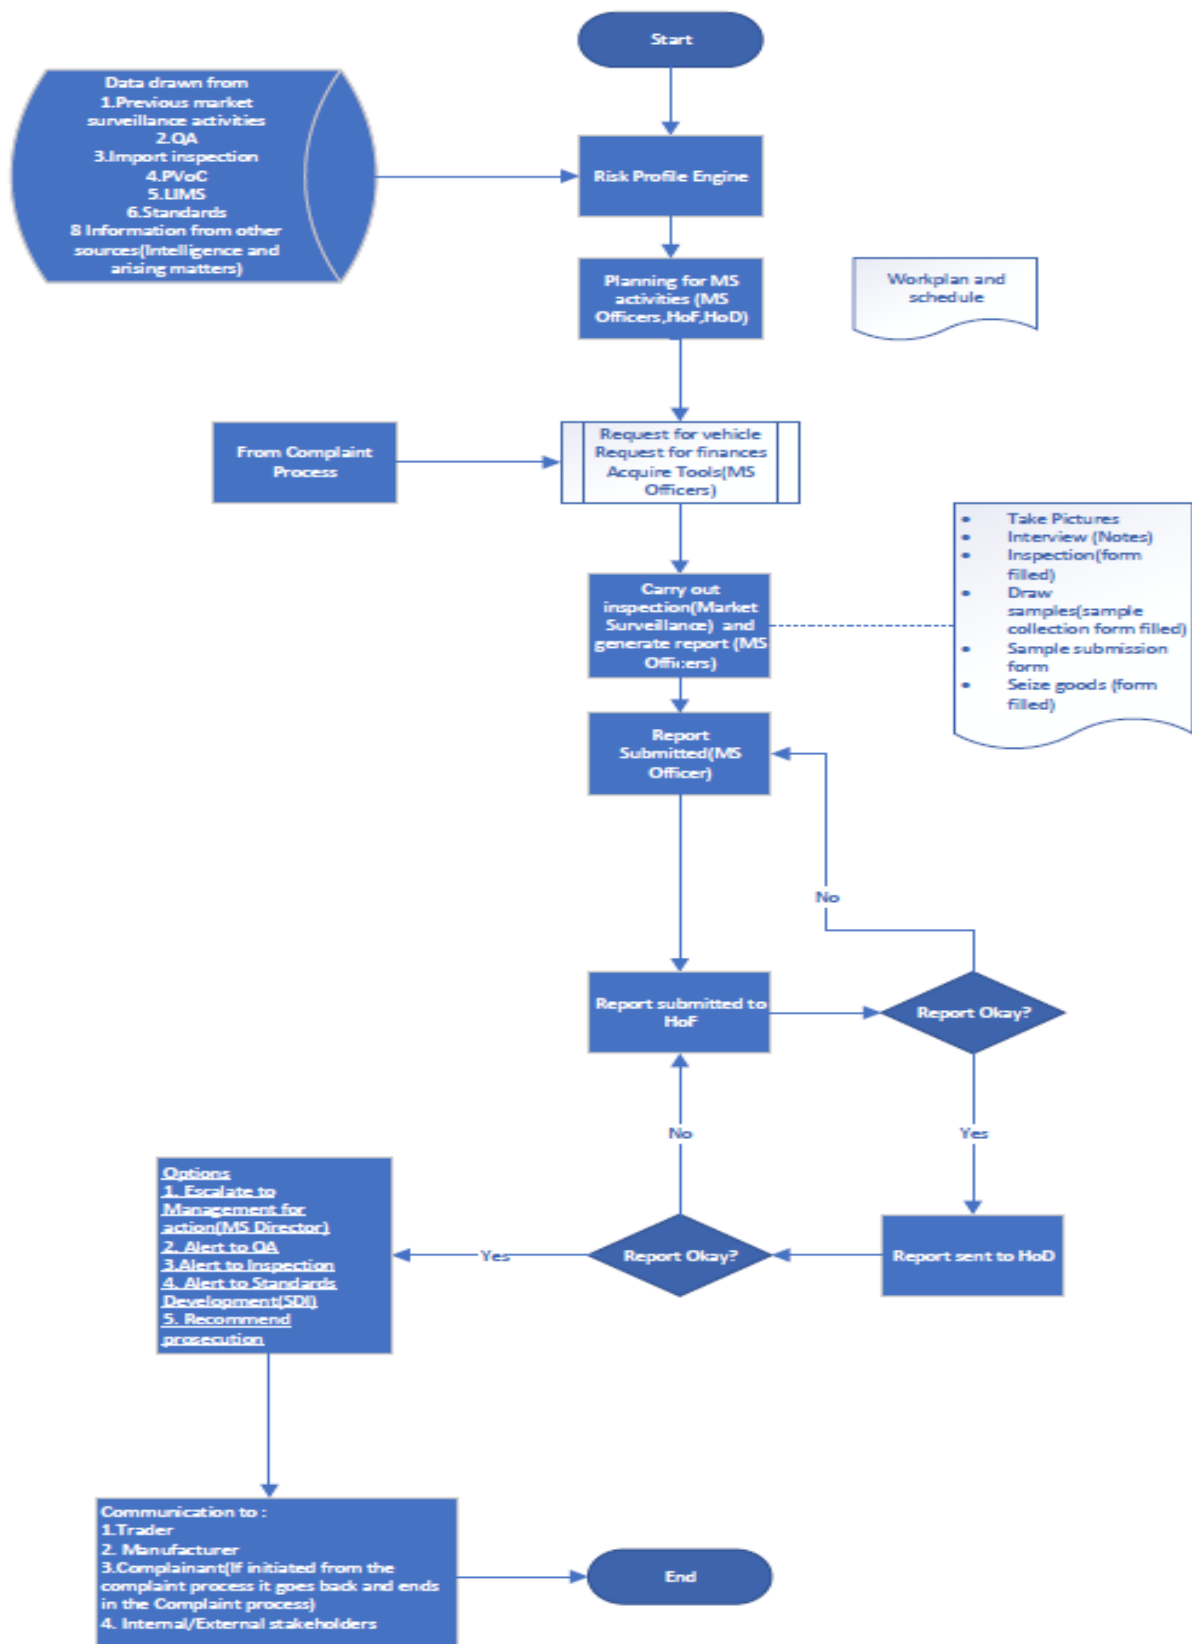 Start
Data drawn from
1.Previous market
surveillance activities
2.QA
3.Import inspection
4.PVoC
5.LIMS
6.Standards
8 Information from other
sources(Intelligence and
arising matters)
Risk Profile Engine
Planning for MS
activities (MS
Officers,HoF,HoD)
Workplan and
schedule
From Complaint
Process
Request for vehicle
Request for finances
Acquire Tools(MS
Officers)
Carry out
inspection(Market
Surveillance) and
generate report (MS
Officers)
• Take Pictures
• Interview (Notes)
• Inspection(form
filled)
• Draw
samples(sample
collection form filled)
• Sample submission
form
• Seize goods (form
filled)
Report
Submitted(MS
Officer)
No
Report submitted to
HoF
Report Okay?
No
Yes
Options
1. Escalate to
Management for
action(MS Director)
2. Alert to QA
3.Alert to Inspection
4. Alert to Standards
Development(SDI)
5. Recommend
prosecution
Yes
Report Okay?
Report sent to HoD
Communication to :
1.Trader
2. Manufacturer
3.Complainant(If initiated from the
complaint process it goes back and ends
in the Complaint process)
4. Internal/External stakeholders
End